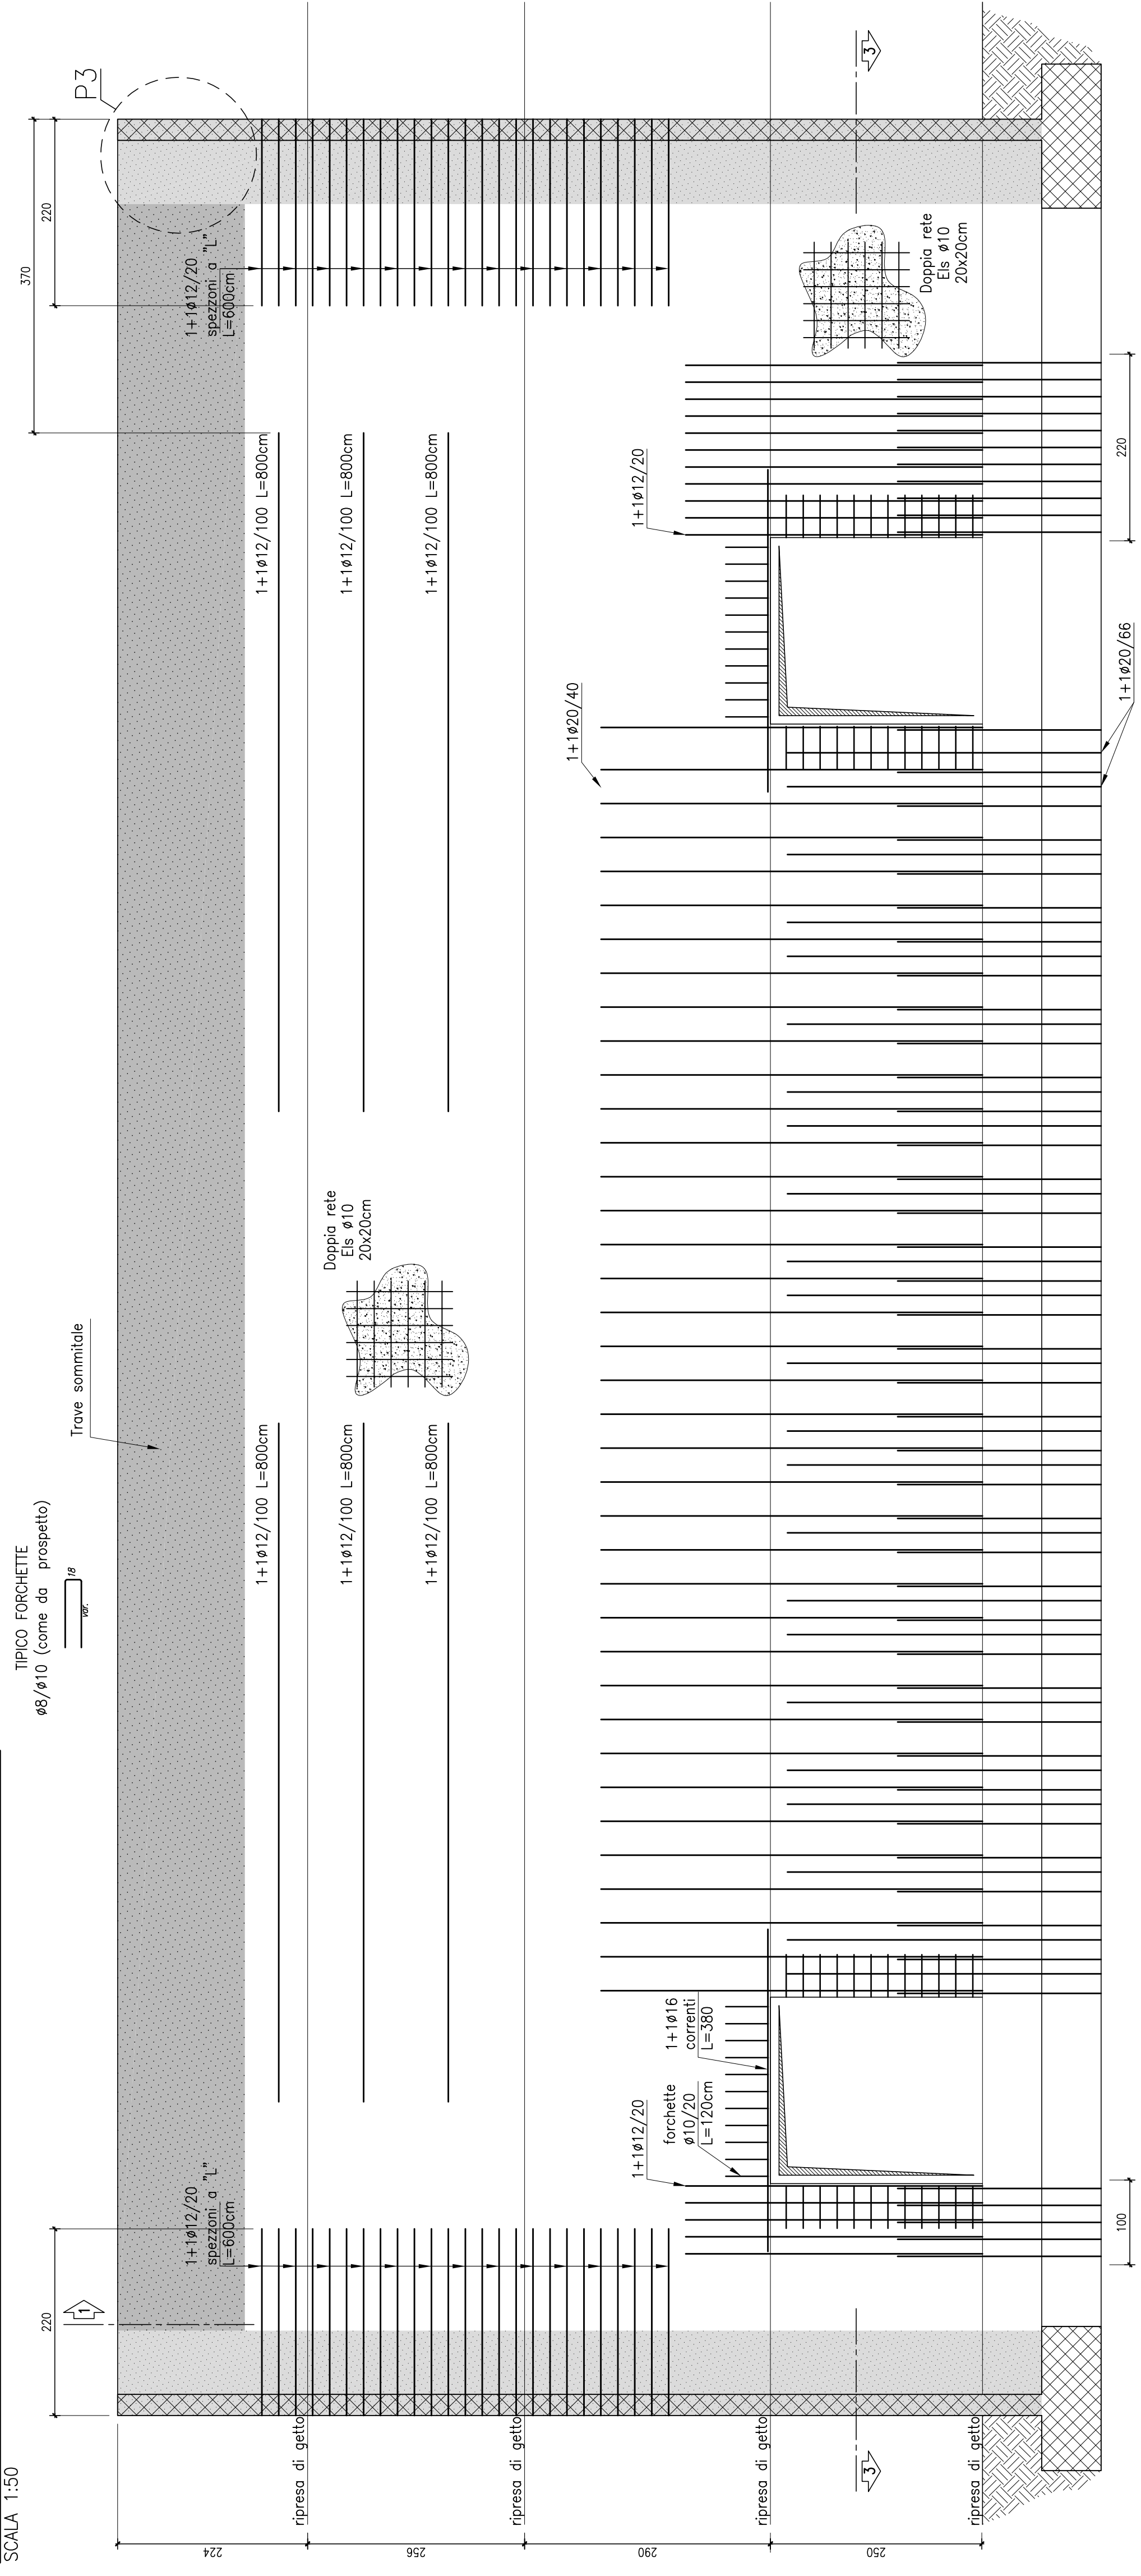 SCALA 1:50
TIPICO FORCHETTE
ø8/ø10 (come da prospetto)
18
var.
Trave sommitale
P.3
370
220
220
1
1+1ø12/20
spezzoni a "L"
L=600cm
1+1ø12/20
spezzoni a "L"
L=600cm
1+1ø12/100 L=800cm
1+1ø12/100 L=800cm
1+1ø12/100 L=800cm
1+1ø12/100 L=800cm
1+1ø12/100 L=800cm
1+1ø12/100 L=800cm
Doppia rete
Els ø10
20x20cm
Doppia rete
Els ø10
20x20cm
1+1ø20/40
1+1ø12/20
1+1ø12/20
forchette
ø10/20
L=120cm
1+1ø16
correnti
L=380
1+1ø20/66
ripresa di getto
ripresa di getto
ripresa di getto
ripresa di getto
224
256
290
250
3
3
100
220